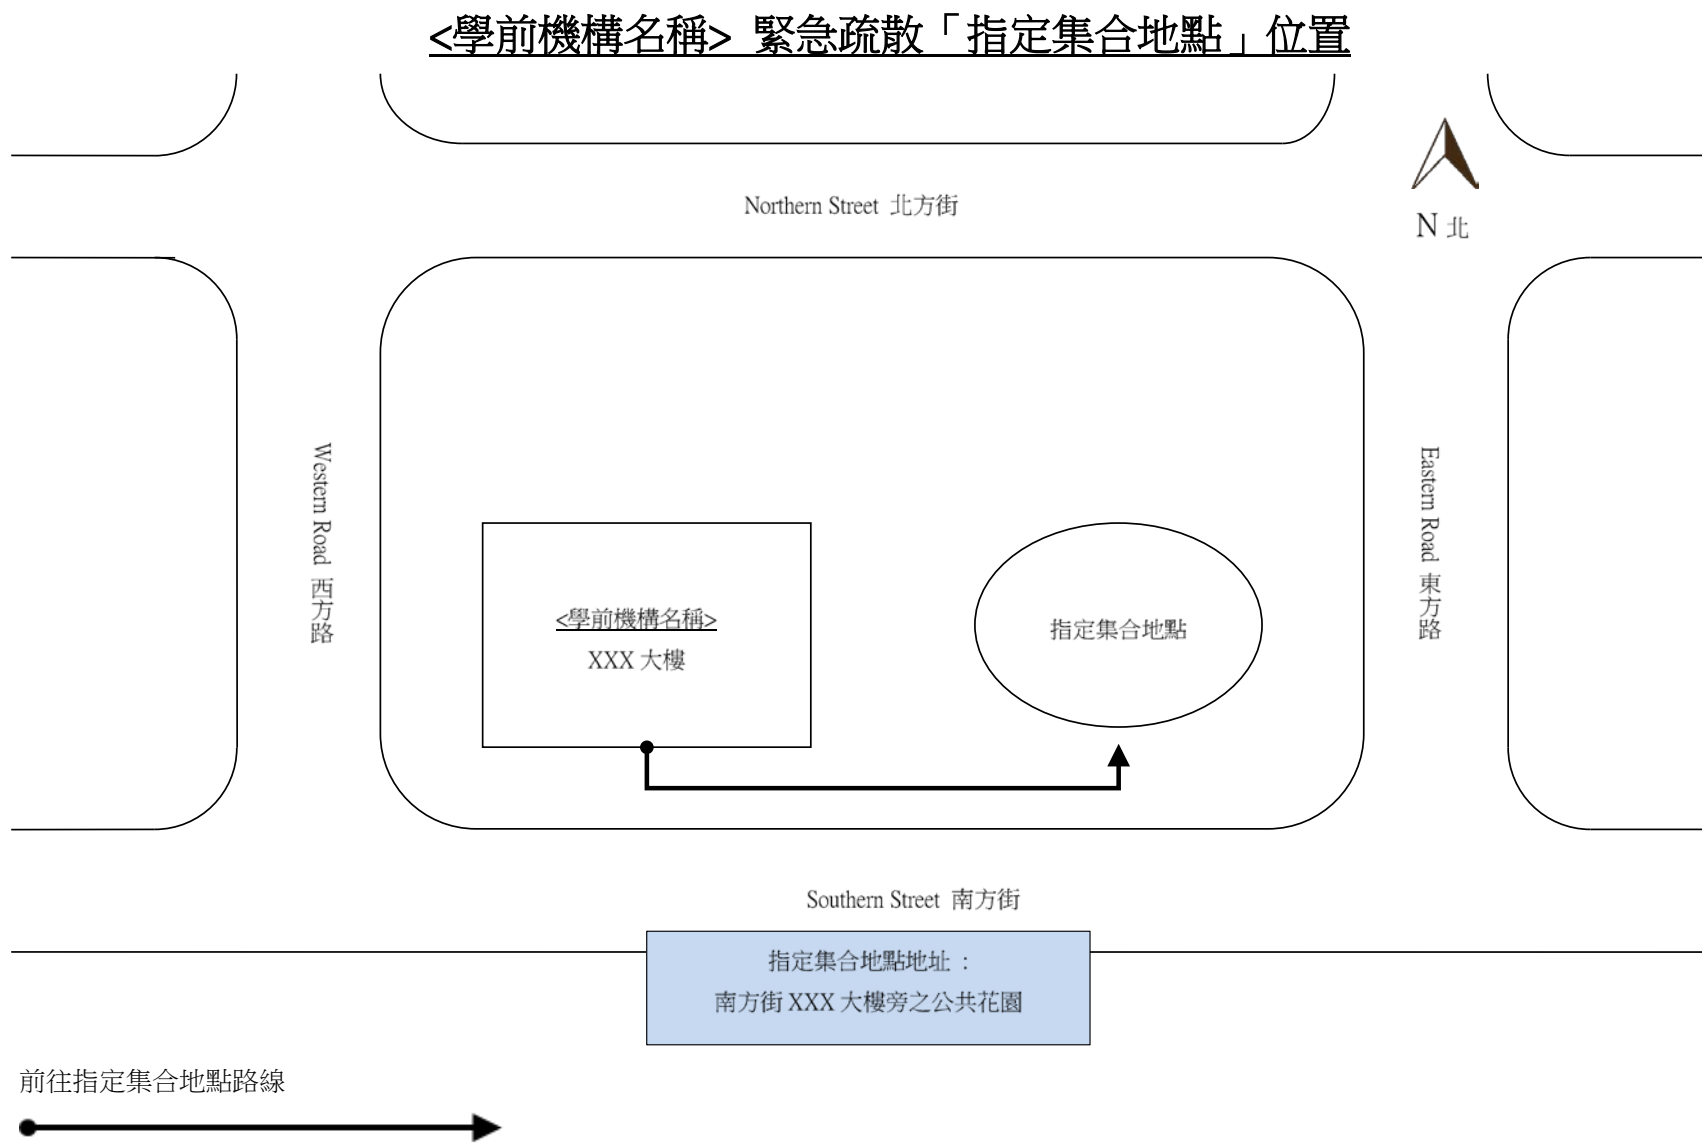 <學前機構名稱> 緊急疏散「指定集合地點」位置
Northern Street 北方街
N 北
Western Road 西方路
Eastern Road 東方路
<學前機構名稱>
XXX 大樓
指定集合地點
Southern Street 南方街
指定集合地點地址：
南方街 XXX 大樓旁之公共花園
前往指定集合地點路線